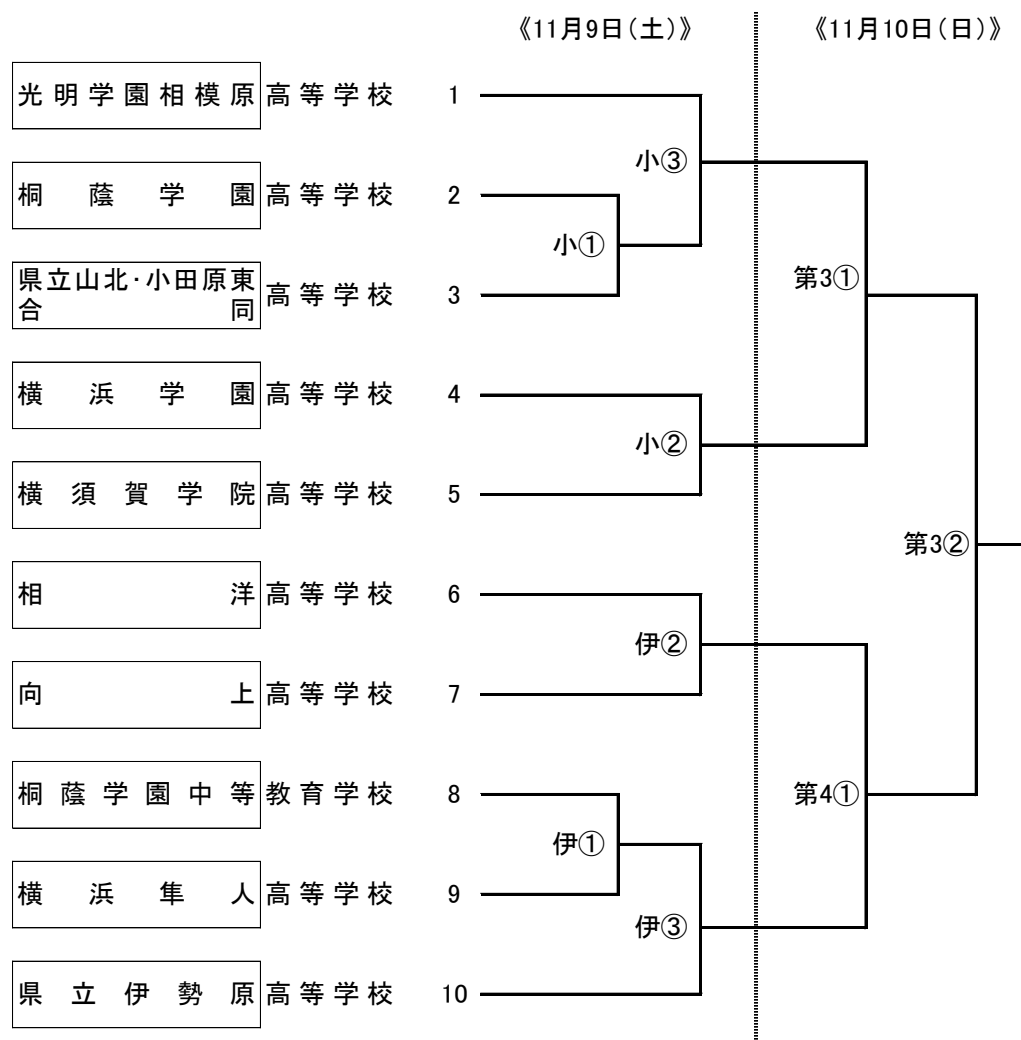 《11月9日（土）》 《11月10日（日）》
光明学園相模原高等学校 1
小③
桐蔭学園高等学校 2
小①
第3①
県立山北・小田原東
合同
高等学校 3
横浜学園高等学校 4
小②
横須賀学院高等学校 5
第3②
相洋高等学校 6
伊②
向上高等学校 7
桐蔭学園中等教育学校 8
第4①
伊①
横浜隼人高等学校 9
伊③
県立伊勢原高等学校 10